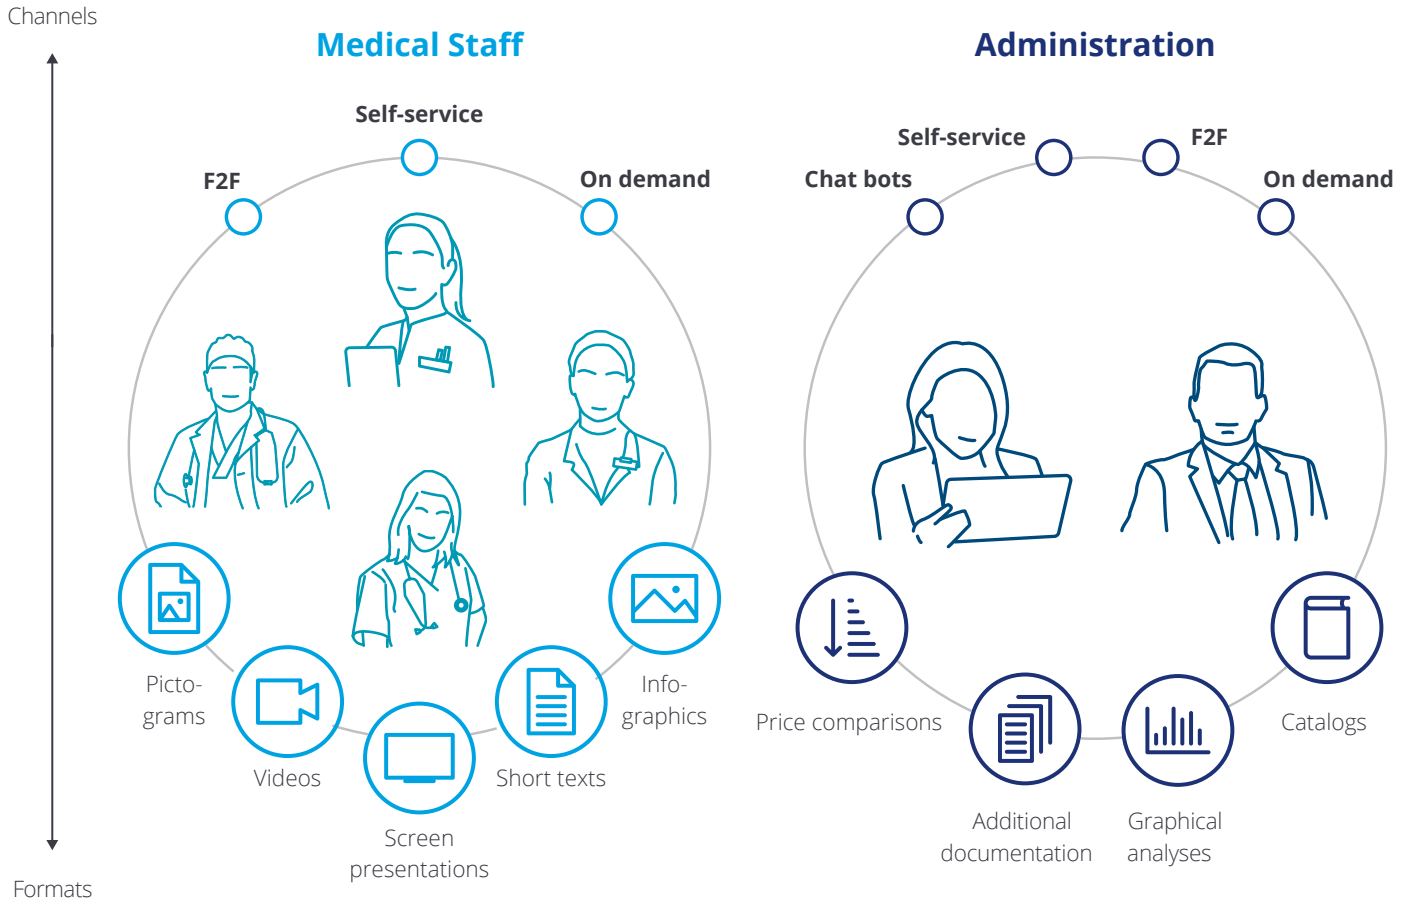 Channels
Medical Staff
Self-service
F2F
On demand
Picto-
grams
Videos
Screen
presentations
Short texts
Info-
graphics
Administration
Self-service
F2F
Chat bots
On demand
Price comparisons
Additional
documentation
Graphical
analyses
Catalogs
Formats